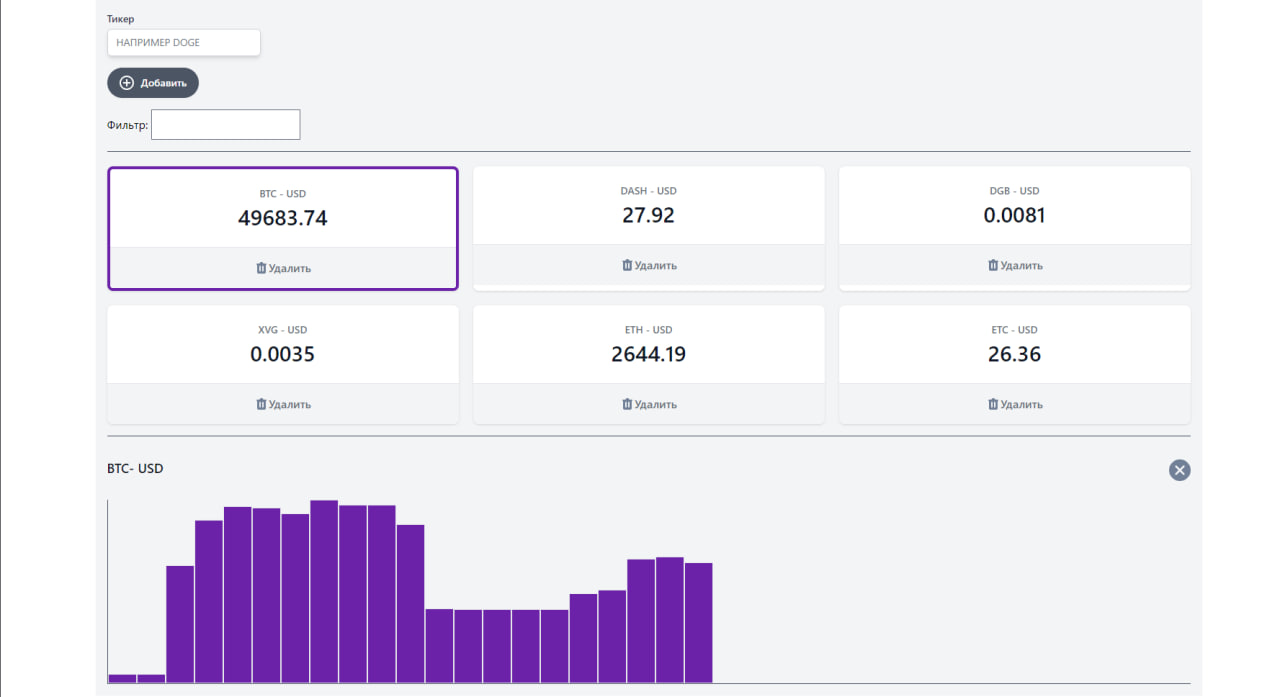 Тикер
НАПРИМЕР DOGE
Добавить
Фильтр:
BTC - USD
49683.74
Удалить
DASH - USD
27.92
Удалить
DGB - USD
0.0081
Удалить
XVG - USD
0.0035
Удалить
ETH - USD
2644.19
Удалить
ETC - USD
26.36
Удалить
BTC- USD